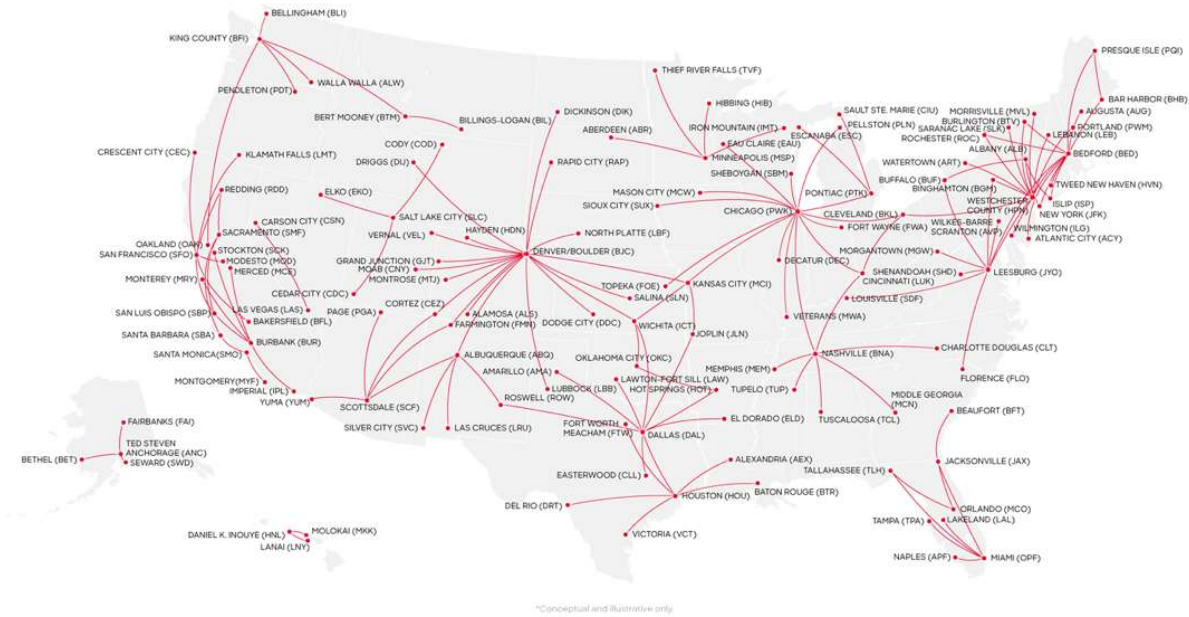 BELLINGHAM (BLI)
KING COUNTY (BFI)
PRESQUE ISLE (PQI)
THIEF RIVER FALLS (TVF)
WALLA WALLA (ALW)
PENDLETON (PDT)
BAR HARBOR (BHB)
HIBBING (HIB)
DICKINSON (DIK)
SAULT STE. MARIE (CIU)
MORRISVILLE (MVL)
AUGUSTA (AUG)
BERT MOONEY (BTM)
BILLINGS-LOGAN (BIL)
BURLINGTON (BTV)
ABERDEEN (ABR)
IRON MOUNTAIN (IMT)
PELLSTON (PLN)
SARANAC LAKE (SLK)
PORTLAND (PWM)
ESCANABA (ESC)
ROCHESTER (ROC)
LEBANON (LEB)
CODY (COD)
EAU CLAIRE (EAU)
ALBANY (ALB)
CRESCENT CITY (CEC)
KLAMATH FALLS (LMT)
DRIGGS (DIJ)
RAPID CITY (RAP)
MINNEAPOLIS (MSP)
BEDFORD (BED)
WATERTOWN (ART)
SHEBOYGAN (SBM)
BUFFALO (BUF)
REDDING (RDD)
ELKO (EKO)
MASON CITY (MCW)
PONTIAC (PTK)
BINGHAMTON (BGM)
TWEED NEW HAVEN (HVN)
SIOUX CITY (SUX)
WESTCHESTER
COUNTY (HPN)
ISLIP (ISP)
CHICAGO (PWK)
CLEVELAND (BKL)
NEW YORK (JFK)
SALT LAKE CITY (SLC)
CARSON CITY (CSN)
WILKES-BARRE
SCRANTON (AVP)
FORT WAYNE (FWA)
WILMINGTON (ILG)
SACRAMENTO (SMF)
VERNAL (VEL)
HAYDEN (HDN)
NORTH PLATTE (LBF)
ATLANTIC CITY (ACY)
OAKLAND (OAK)
STOCKTON (SCK)
DENVER/BOULDER (BJC)
MORGANTOWN (MGW)
SAN FRANCISCO (SFO)
MODESTO (MOD)
GRAND JUNCTION (GJT)
DECATUR (DEC)
MERCED (MCE)
MOAB (CNY)
SHENANDOAH (SHD)
LEESBURG (JYO)
MONTEREY (MRY)
MONTROSE (MTJ)
TOPEKA (FOE)
KANSAS CITY (MCI)
CINCINNATI (LUK)
CEDAR CITY (CDC)
SALINA (SLN)
LOUISVILLE (SDF)
CORTEZ (CEZ)
LAS VEGAS (LAS)
PAGE (PGA)
SAN LUIS OBISPO (SBP)
ALAMOSA (ALS)
VETERANS (MWA)
BAKERSFIELD (BFL)
FARMINGTON (FMN)
DODGE CITY (DDC)
WICHITA (ICT)
JOPLIN (JLN)
SANTA BARBARA (SBA)
BURBANK (BUR)
CHARLOTTE DOUGLAS (CLT)
SANTA MONICA(SMO)
ALBUQUERQUE (ABQ)
OKLAHOMA CITY (OKC)
NASHVILLE (BNA)
AMARILLO (AMA)
MEMPHIS (MEM)
LAWTON-FORT SILL (LAW)
FLORENCE (FLO)
MONTGOMERY(MYF)
LUBBOCK (LBB)
HOT SPRINGS (HOT)
TUPELO (TUP)
IMPERIAL (IPL)
ROSWELL (ROW)
MIDDLE GEORGIA
(MCN)
YUMA (YUM)
SCOTTSDALE (SCF)
BEAUFORT (BFT)
FAIRBANKS (FAI)
SILVER CITY (SVC)
LAS CRUCES (LRU)
FORT WORTH
MEACHAM (FTW)
DALLAS (DAL)
EL DORADO (ELD)
TUSCALOOSA (TCL)
TED STEVEN
ANCHORAGE (ANC)
BETHEL (BET)
SEWARD (SWD)
ALEXANDRIA (AEX)
JACKSONVILLE (JAX)
TALLAHASSEE (TLH)
EASTERWOOD (CLL)
HOUSTON (HOU)
BATON ROUGE (BTR)
DEL RIO (DRT)
ORLANDO (MCO)
TAMPA (TPA)
LAKELAND (LAL)
MOLOKAI (MKK)
DANIEL K. INOUYE (HNL)
VICTORIA (VCT)
LANAI (LNY)
NAPLES (APF)
MIAMI (OPF)
*Conceptual and illustrative only.